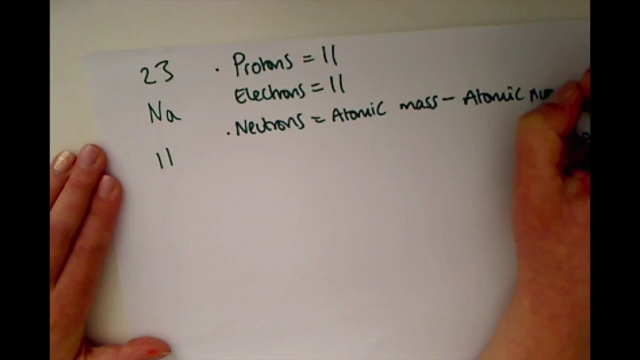 23
Na
11
· Protons = 11
Electrons = 11
· Neutrons = Atomic mass - Atomic